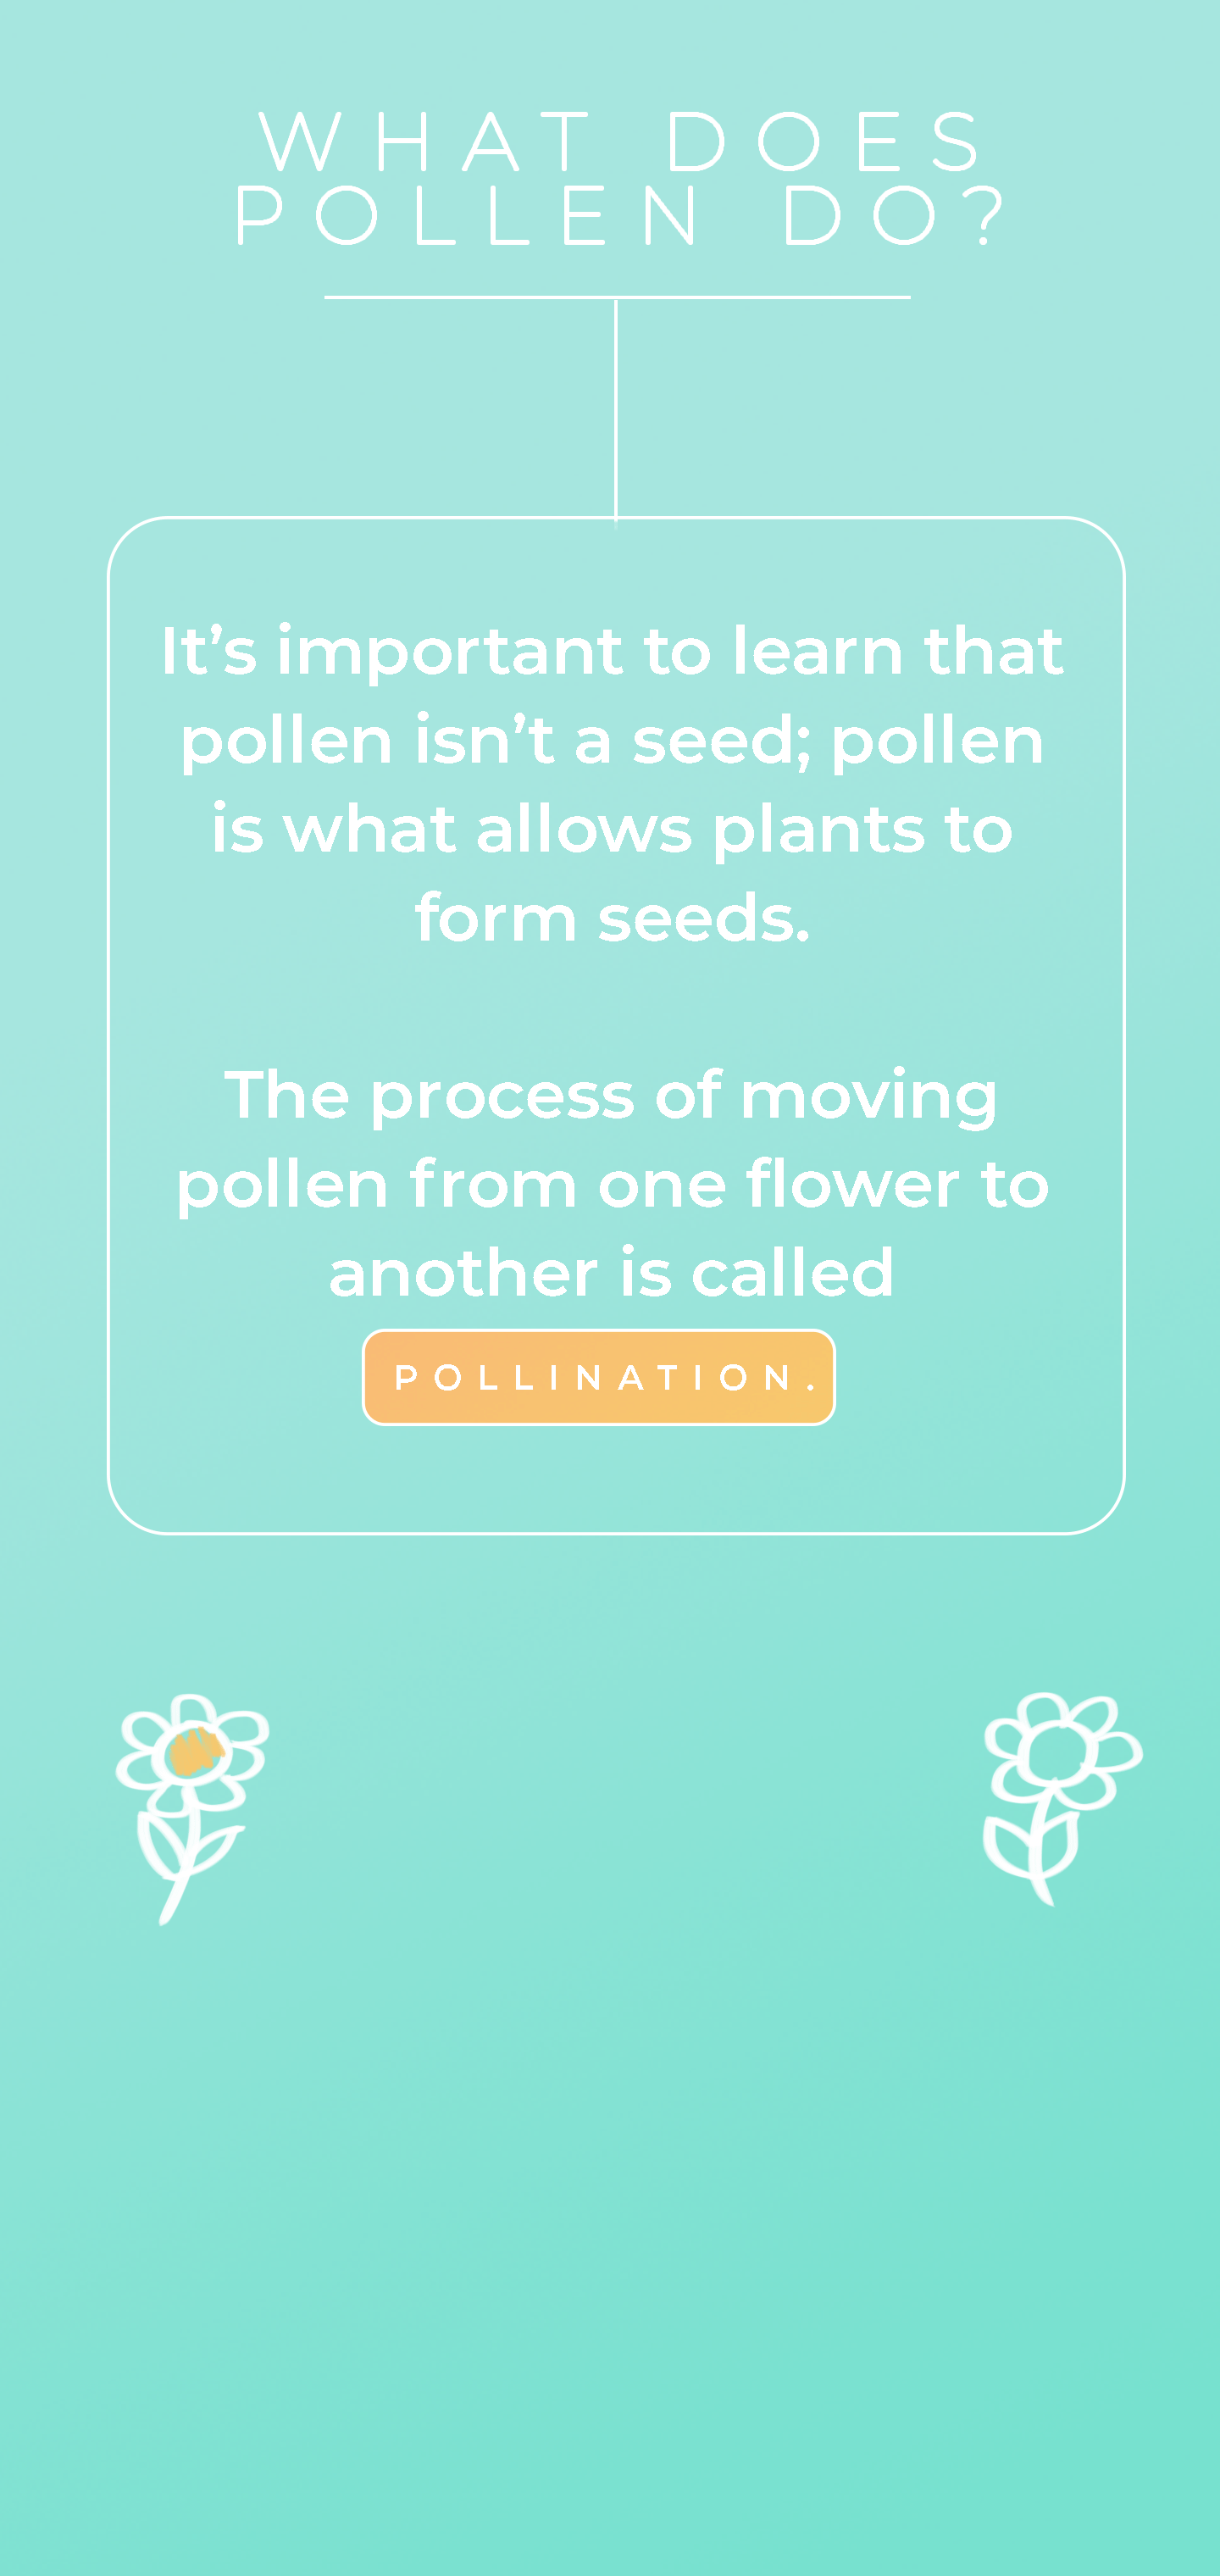 WHAT DOES
POLLEN DO?
It’s important to learn that
pollen isn’t a seed; pollen
is what allows plants to
form seeds.
The process of moving
pollen from one flower to
another is called
POLLINATION.